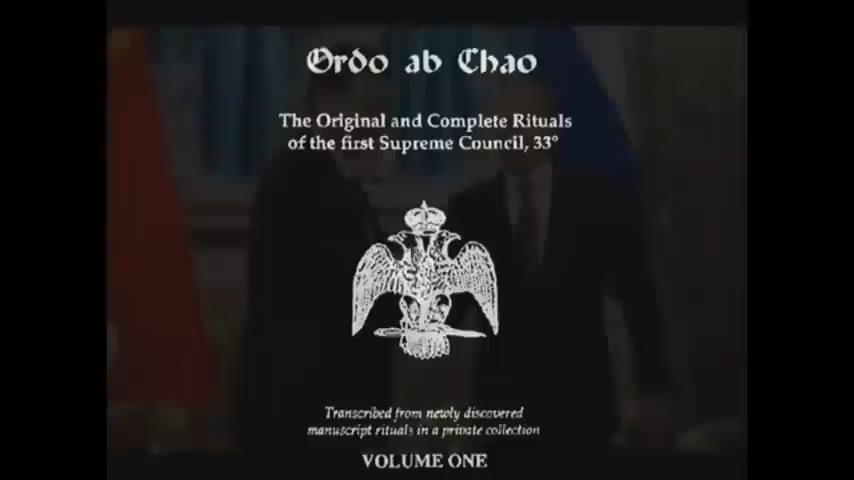 Ordo ab Chao
The Original and Complete Rituals
of the first Supreme Council, 33°
Transcribed from newly discovered
manuscript rituals in a private collection
VOLUME ONE